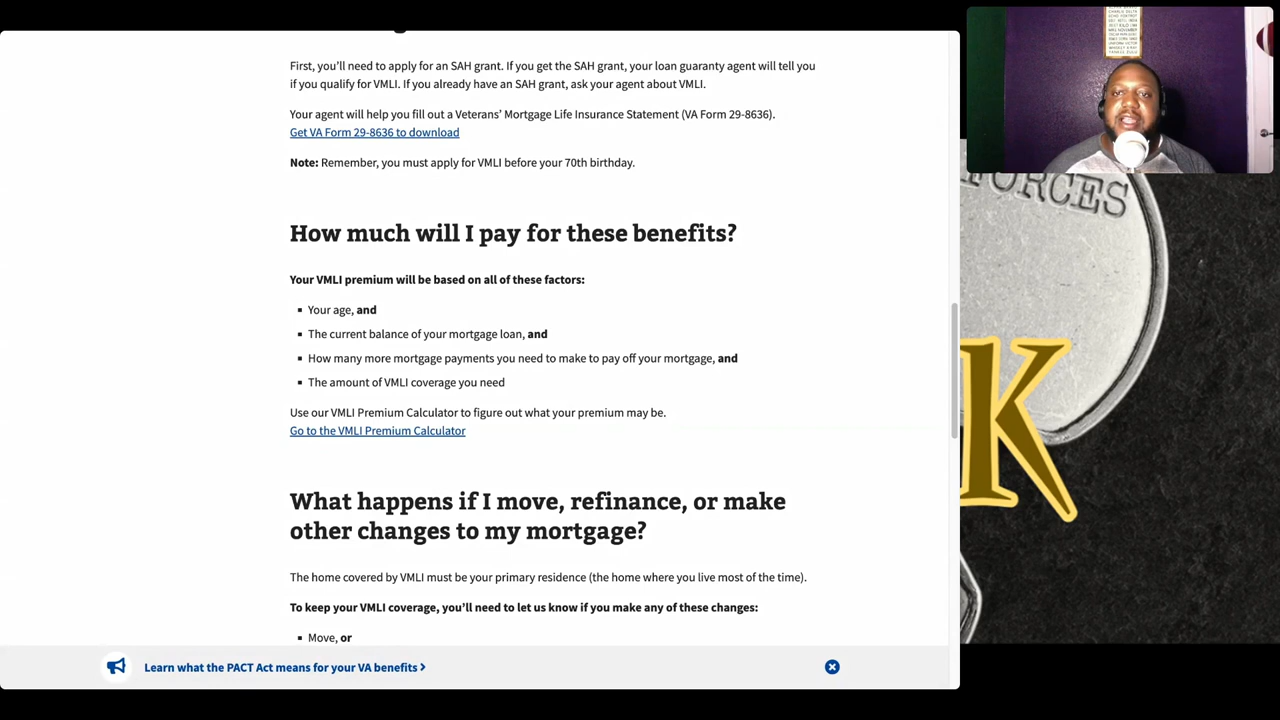 First, you'll need to apply for an SAH grant. If you get the SAH grant, your loan guaranty agent will tell you
if you qualify for VMLI. If you already have an SAH grant, ask your agent about VMLI.
Your agent will help you fill out a Veterans' Mortgage Life Insurance Statement (VA Form 29-8636).
Get VA Form 29-8636 to download
Note: Remember, you must apply for VMLI before your 70th birthday.
How much will I pay for these benefits?
Your VMLI premium will be based on all of these factors:
Your age, and
The current balance of your mortgage loan, and
How many more mortgage payments you need to make to pay off your mortgage, and
The amount of VMLI coverage you need
Use our VMLI Premium Calculator to figure out what your premium may be.
Go to the VMLI Premium Calculator
What happens if I move, refinance, or make
other changes to my mortgage?
The home covered by VMLI must be your primary residence (the home where you live most of the time).
To keep your VMLI coverage, you'll need to let us know if you make any of these changes:
Move, or
Learn what the PACT Act means for your VA benefits
FORCES
K